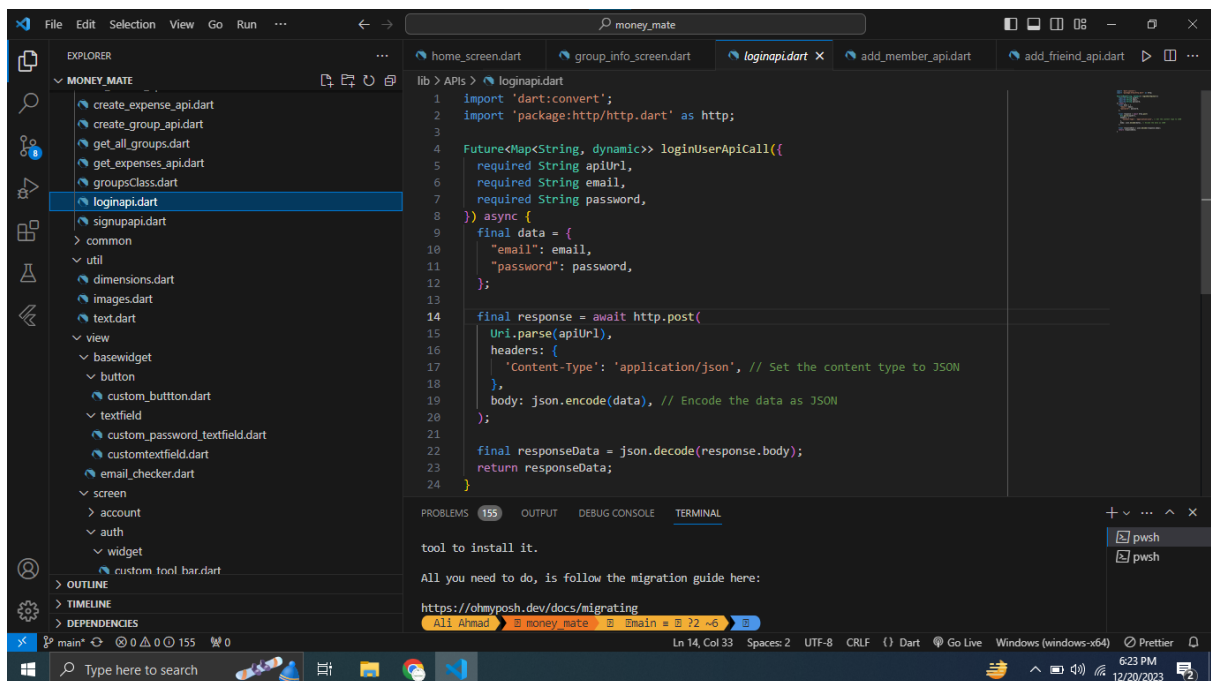 File Edit Selection View Go Run ··· money_mate
EXPLORER
MONEY_MATE
create_expense_api.dart
create_group_api.dart
get_all_groups.dart
get_expenses_api.dart
groupsClass.dart
loginapi.dart
signupapi.dart
common
util
dimensions.dart
images.dart
text.dart
view
basewidget
button
custom_buttton.dart
textfield
custom_password_textfield.dart
customtextfield.dart
email_checker.dart
screen
account
auth
widget
custom_tool_bar.dart
OUTLINE
TIMELINE
DEPENDENCIES
8
home_screen.dart group_info_screen.dart loginapi.dart add_member_api.dart add_frieind_api.dart
lib > APIs > loginapi.dart
1 import 'dart:convert';
2 import 'package:http/http.dart' as http;
3
4 Future<Map<String, dynamic>> loginUserApiCall({
5 required String apiUrl,
6 required String email,
7 required String password,
8 }) async {
9 final data = {
10 "email": email,
11 "password": password,
12 };
13
14 final response = await http.post(
15 Uri.parse(apiUrl),
16 headers: {
17 'Content-Type': 'application/json', // Set the content type to JSON
18 },
19 body: json.encode(data), // Encode the data as JSON
20 );
21
22 final responseData = json.decode(response.body);
23 return responseData;
24 }
PROBLEMS 155 OUTPUT DEBUG CONSOLE TERMINAL
tool to install it.
All you need to do, is follow the migration guide here:
https://ohmyposh.dev/docs/migrating
Ali Ahmad money_mate main ≡ ?2 ~6
pwsh
pwsh
main* 0 0 155 0 Ln 14, Col 33 Spaces: 2 UTF-8 CRLF {} Dart Go Live Windows (windows-x64) Prettier
Type here to search 6:23 PM
12/20/2023 2